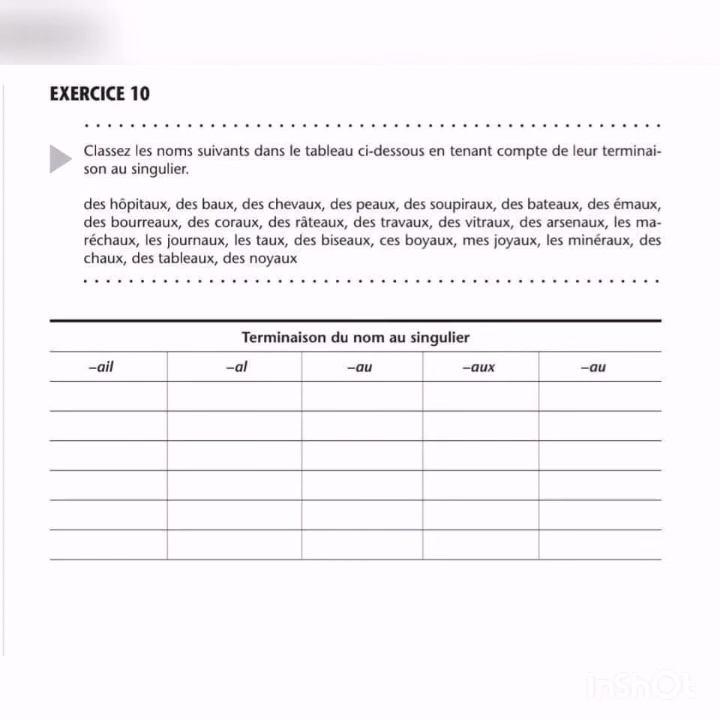 EXERCICE 10
Classez les noms suivants dans le tableau ci-dessous en tenant compte de leur terminai-
son au singulier.
des hôpitaux, des baux, des chevaux, des peaux, des soupiraux, des bateaux, des émaux,
des bourreaux, des coraux, des râteaux, des travaux, des vitraux, des arsenaux, les ma-
réchaux, les journaux, les taux, des biseaux, ces boyaux, mes joyaux, les minéraux, des
chaux, des tableaux, des noyaux
Terminaison du nom au singulier
–ail –al –au –aux –au
InShOt